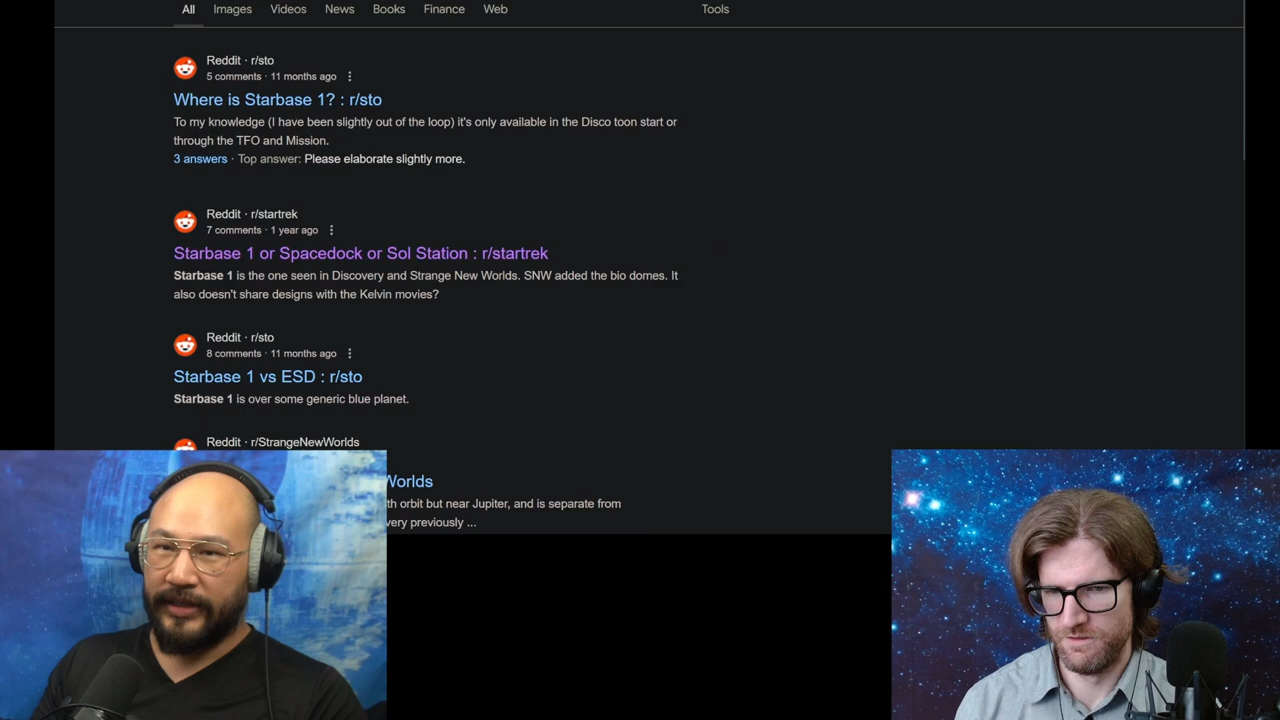 All Images Videos News Books Finance Web Tools
Reddit · r/sto
5 comments · 11 months ago
Where is Starbase 1? : r/sto
To my knowledge (I have been slightly out of the loop) it's only available in the Disco toon start or
through the TFO and Mission.
3 answers · Top answer: Please elaborate slightly more.
Reddit · r/startrek
7 comments · 1 year ago
Starbase 1 or Spacedock or Sol Station : r/startrek
Starbase 1 is the one seen in Discovery and Strange New Worlds. SNW added the bio domes. It
also doesn't share designs with the Kelvin movies?
Reddit · r/sto
8 comments · 11 months ago
Starbase 1 vs ESD : r/sto
Starbase 1 is over some generic blue planet.
Reddit · r/StrangeNewWorlds
Worlds
orbit but near Jupiter, and is separate from
previously ...